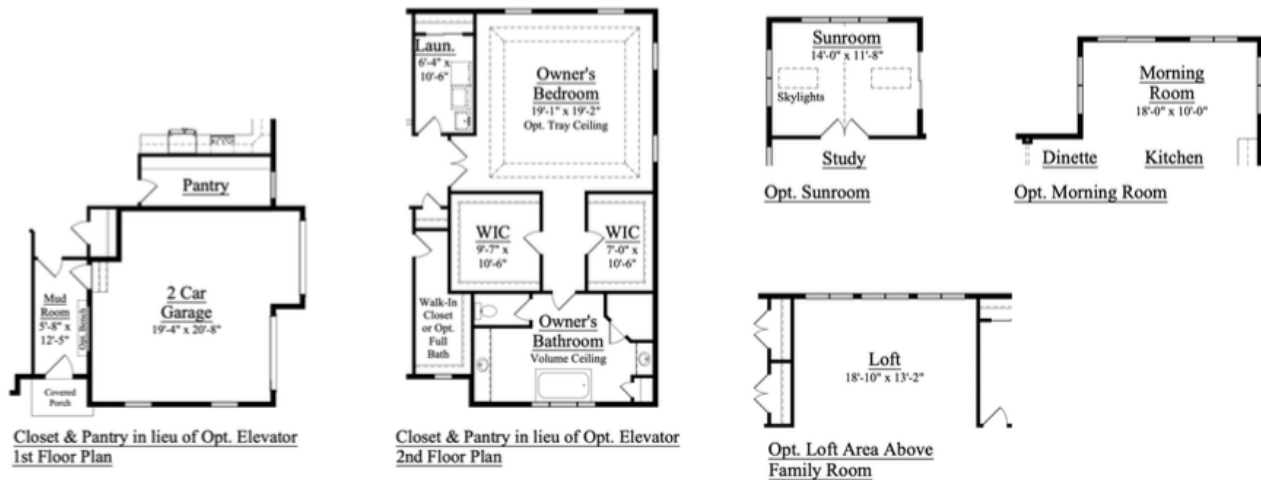 Pantry
Mud
Room
5'-8" x
12'-5"
Opt. Bench
2 Car
Garage
19'-4" x 20'-8"
Covered
Porch
Closet & Pantry in lieu of Opt. Elevator
1st Floor Plan
Laun.
6'-4" x
10'-6"
Owner's
Bedroom
19'-1" x 19'-2"
Opt. Tray Ceiling
WIC
9'-7" x
10'-6"
WIC
7'-0" x
10'-6"
Walk-In
Closet
or Opt.
Full
Bath
Owner's
Bathroom
Volume Ceiling
Closet & Pantry in lieu of Opt. Elevator
2nd Floor Plan
Sunroom
14'-0" x 11'-8"
Skylights
Study
Opt. Sunroom
Morning
Room
18'-0" x 10'-0"
Dinette
Kitchen
Opt. Morning Room
Loft
18'-10" x 13'-2"
Opt. Loft Area Above
Family Room